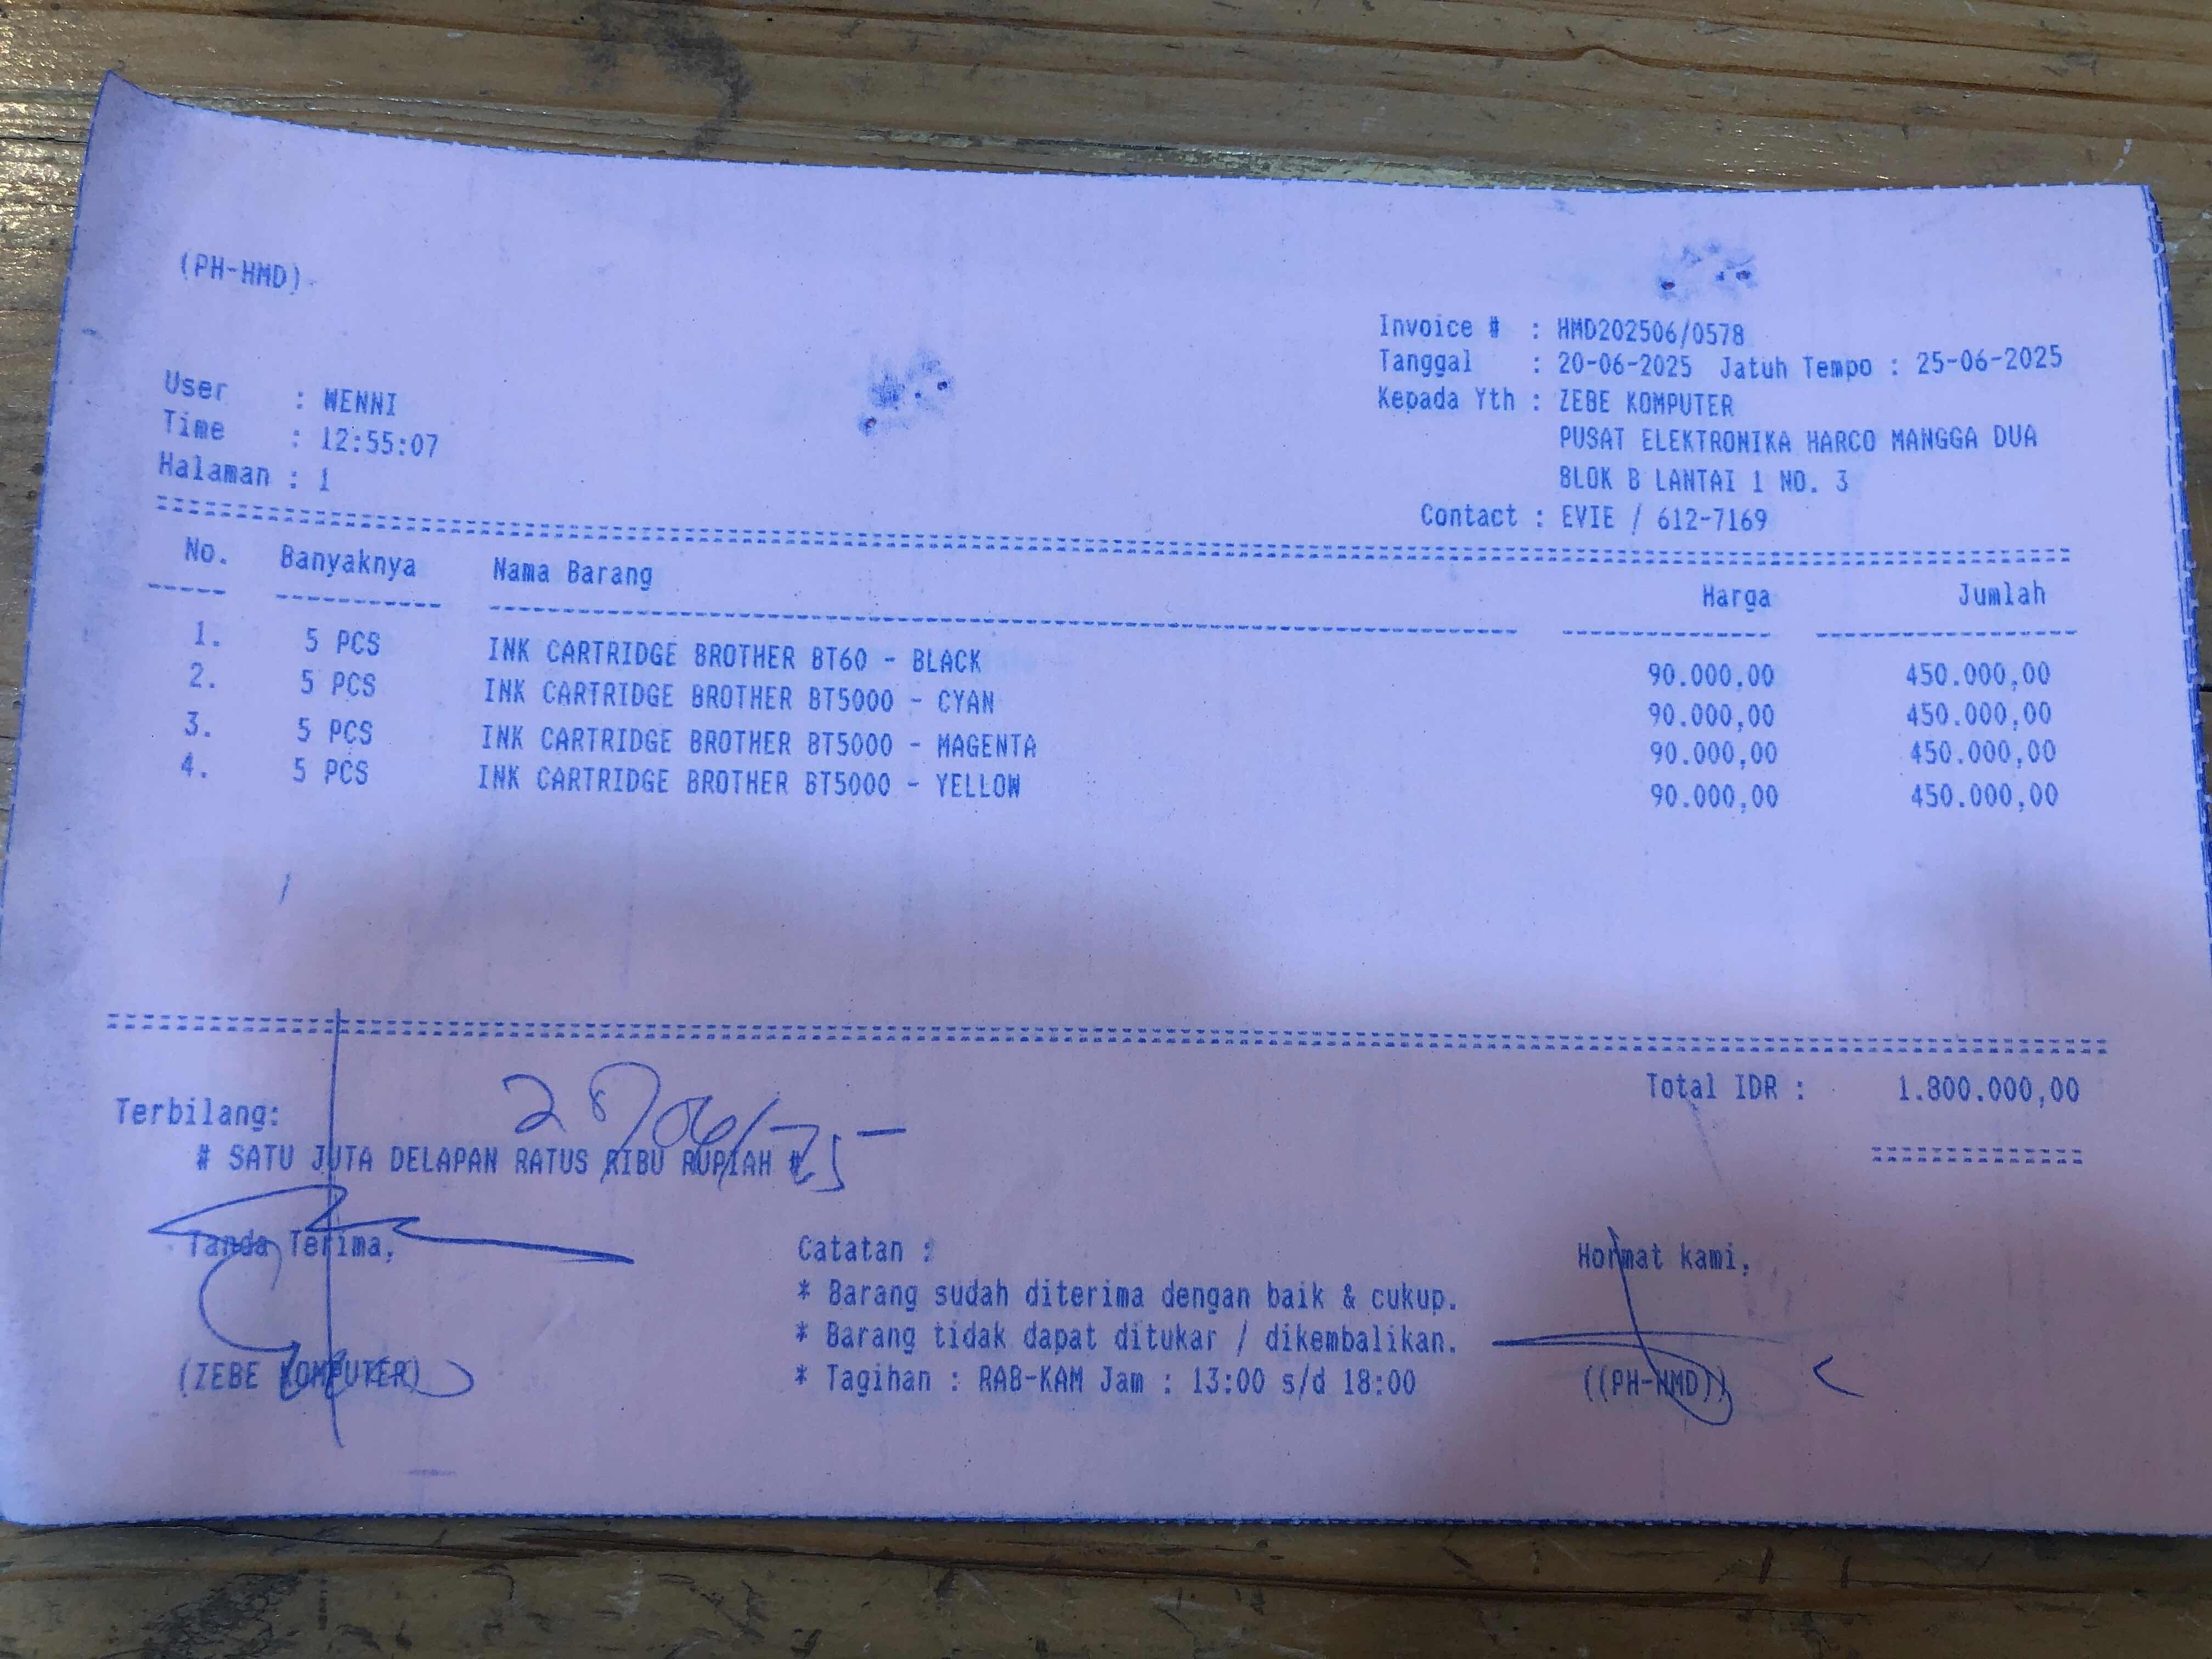 (PH-HMD)
Invoice # : HMD202506/0578
Tanggal : 20-06-2025 Jatuh Tempo : 25-06-2025
Kepada Yth : ZEBE KOMPUTER
PUSAT ELEKTRONIKA HARCO MANGGA DUA
BLOK B LANTAI 1 NO. 3
Contact : EVIE / 612-7169
User : WENNI
Time : 12:55:07
Halaman : 1
No. Banyaknya Nama Barang Harga Jumlah
1. 5 PCS INK CARTRIDGE BROTHER BT60 - BLACK 90.000,00 450.000,00
2. 5 PCS INK CARTRIDGE BROTHER BT5000 - CYAN 90.000,00 450.000,00
3. 5 PCS INK CARTRIDGE BROTHER BT5000 - MAGENTA 90.000,00 450.000,00
4. 5 PCS INK CARTRIDGE BROTHER BT5000 - YELLOW 90.000,00 450.000,00
Total IDR : 1.800.000,00
Terbilang:
# SATU JUTA DELAPAN RATUS RIBU RUPIAH #
Tanda Terima,
(ZEBE KOMPUTER)
Catatan :
* Barang sudah diterima dengan baik & cukup.
* Barang tidak dapat ditukar / dikembalikan.
* Tagihan : RAB-KAM Jam : 13:00 s/d 18:00
Hormat kami,
((PH-HMD))